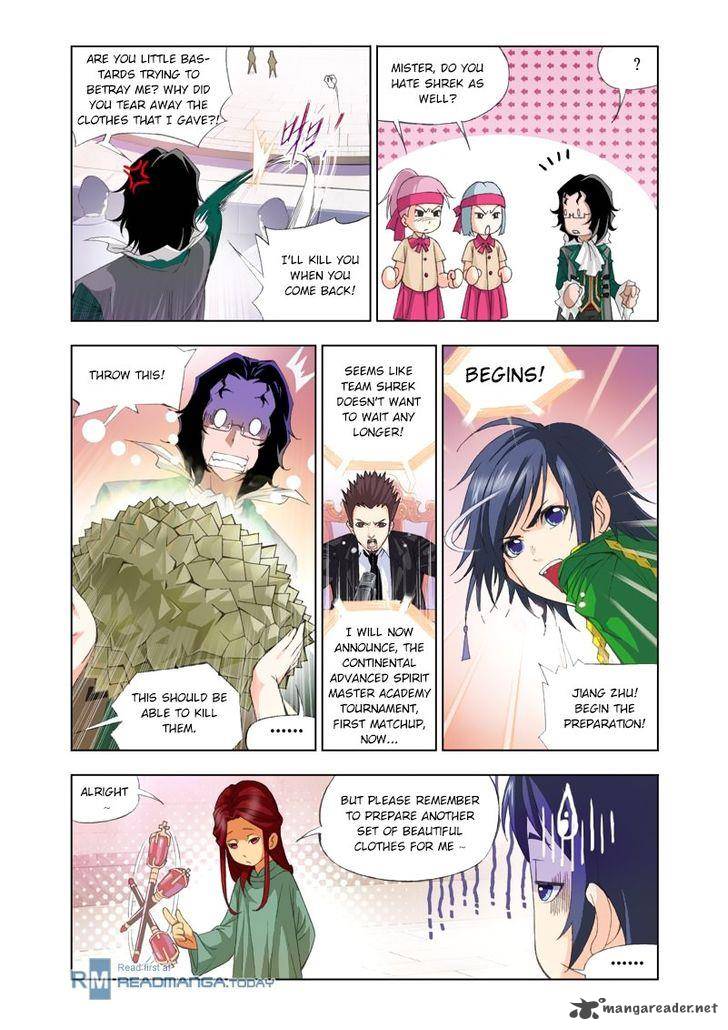 ARE YOU LITTLE BAS-
TARDS TRYING TO
BETRAY ME? WHY DID
YOU TEAR AWAY THE
CLOTHES THAT I GAVE?!
I'LL KILL YOU
WHEN YOU
COME BACK!
MISTER, DO YOU
HATE SHREK AS
WELL?
?
THROW THIS!
THIS SHOULD BE
ABLE TO KILL
THEM.
......
SEEMS LIKE
TEAM SHREK
DOESN'T WANT
TO WAIT ANY
LONGER!
I WILL NOW
ANNOUNCE, THE
CONTINENTAL
ADVANCED SPIRIT
MASTER ACADEMY
TOURNAMENT,
FIRST MATCHUP,
NOW...
BEGINS!
JIANG ZHU!
BEGIN THE
PREPARATION!
ALRIGHT
~
BUT PLEASE REMEMBER
TO PREPARE ANOTHER
SET OF BEAUTIFUL
CLOTHES FOR ME ~
......
RM Read first at
READMANGA.TODAY
mangareader.net